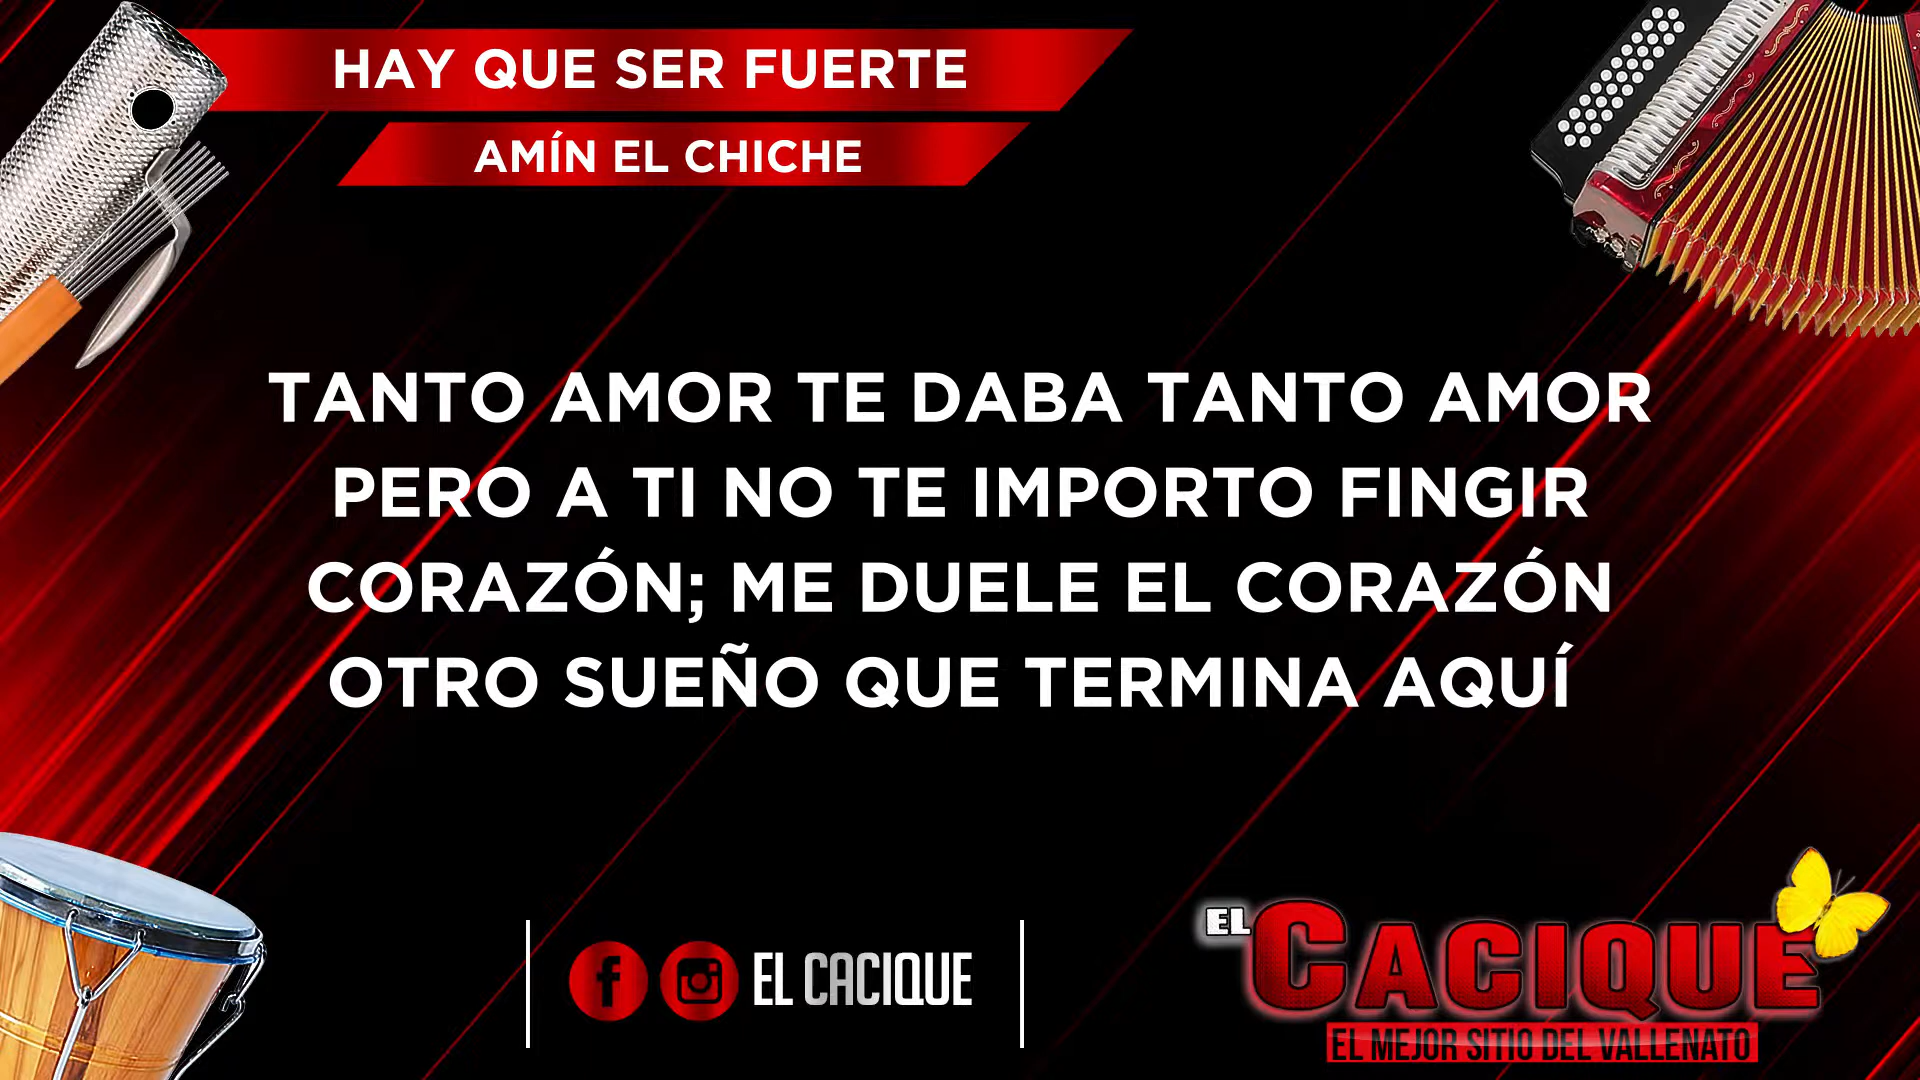 HAY QUE SER FUERTE
AMÍN EL CHICHE
TANTO AMOR TE DABA TANTO AMOR
PERO A TI NO TE IMPORTO FINGIR
CORAZÓN; ME DUELE EL CORAZÓN
OTRO SUEÑO QUE TERMINA AQUÍ
EL CACIQUE
EL CACIQUE
EL MEJOR SITIO DEL VALLENATO